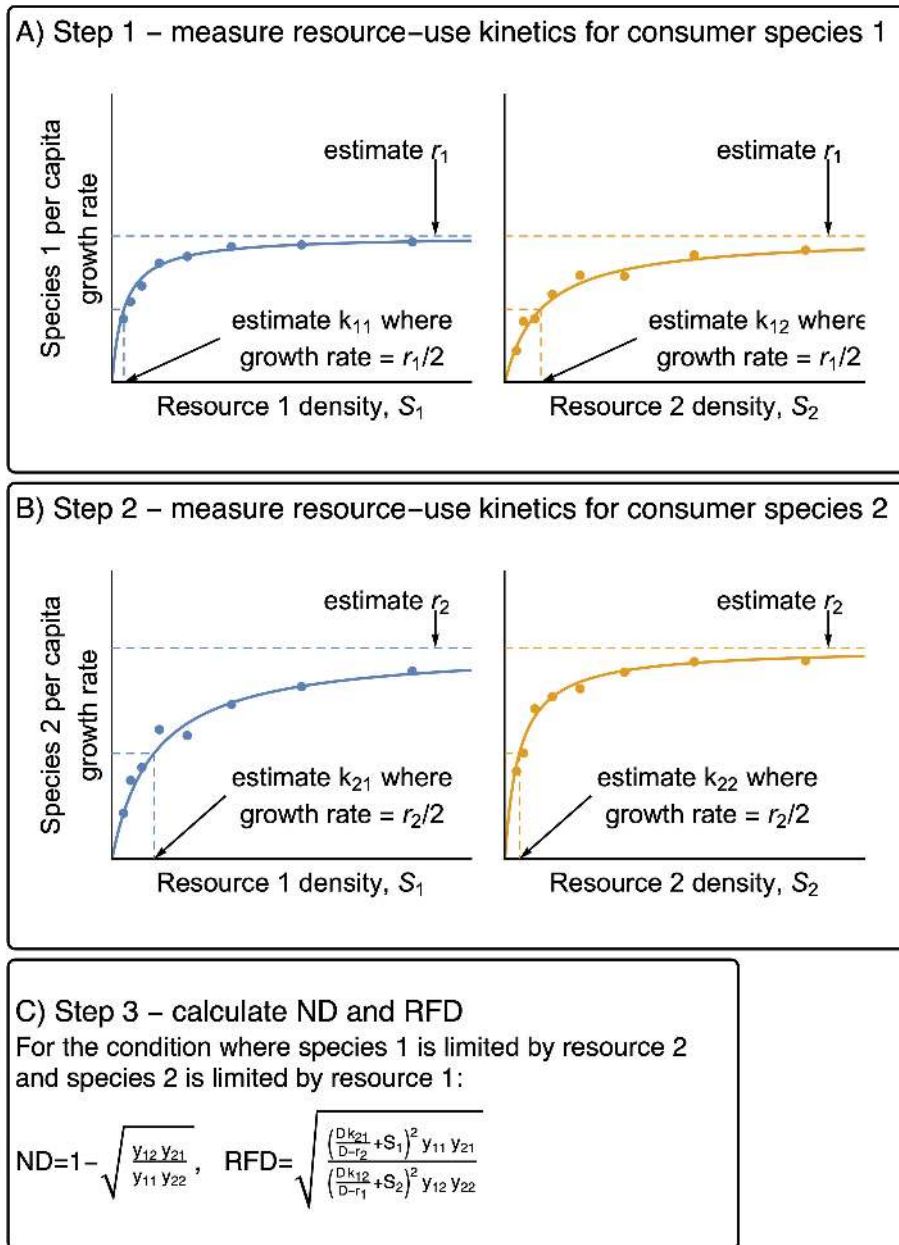 A) Step 1 – measure resource–use kinetics for consumer species 1
Species 1 per capita
growth rate
estimate r₁
estimate k₁₁ where
growth rate = r₁/2
Resource 1 density, S₁
estimate r₁
estimate k₁₂ where
growth rate = r₁/2
Resource 2 density, S₂
B) Step 2 – measure resource–use kinetics for consumer species 2
Species 2 per capita
growth rate
estimate r₂
estimate k₂₁ where
growth rate = r₂/2
Resource 1 density, S₁
estimate r₂
estimate k₂₂ where
growth rate = r₂/2
Resource 2 density, S₂
C) Step 3 – calculate ND and RFD
For the condition where species 1 is limited by resource 2
and species 2 is limited by resource 1:
ND=1−√(y₁₂ y₂₁ / y₁₁ y₂₂), RFD=√((Dk₂₁/(D−r₂)+S₁)² y₁₁ y₂₁ / (Dk₁₂/(D−r₁)+S₂)² y₁₂ y₂₂)